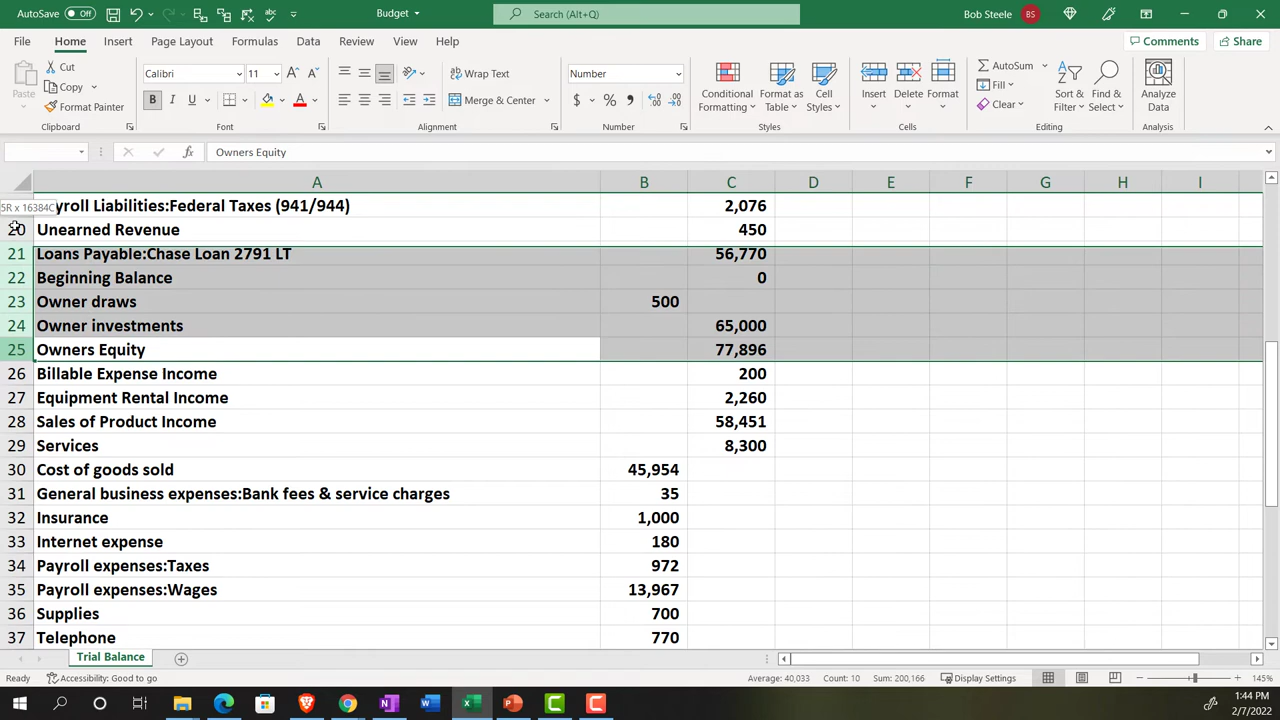 AutoSave Off Budget Search (Alt+Q) Bob Steele BS
File Home Insert Page Layout Formulas Data Review View Help Comments Share
Paste Cut Copy Format Painter Clipboard
Calibri 11 B I U Font
Wrap Text Merge & Center Alignment
Number $ % Number
Conditional Formatting Format as Table Cell Styles Styles
Insert Delete Format Cells
AutoSum Fill Clear Sort & Filter Find & Select Editing
Analyze Data Analysis
Owners Equity
A B C D E F G H I
5R x 16384C yroll Liabilities:Federal Taxes (941/944) 2,076
20 Unearned Revenue 450
21 Loans Payable:Chase Loan 2791 LT 56,770
22 Beginning Balance 0
23 Owner draws 500
24 Owner investments 65,000
25 Owners Equity 77,896
26 Billable Expense Income 200
27 Equipment Rental Income 2,260
28 Sales of Product Income 58,451
29 Services 8,300
30 Cost of goods sold 45,954
31 General business expenses:Bank fees & service charges 35
32 Insurance 1,000
33 Internet expense 180
34 Payroll expenses:Taxes 972
35 Payroll expenses:Wages 13,967
36 Supplies 700
37 Telephone 770
Trial Balance
Ready Accessibility: Good to go Average: 40,033 Count: 10 Sum: 200,166 Display Settings 145%
1:44 PM
2/7/2022